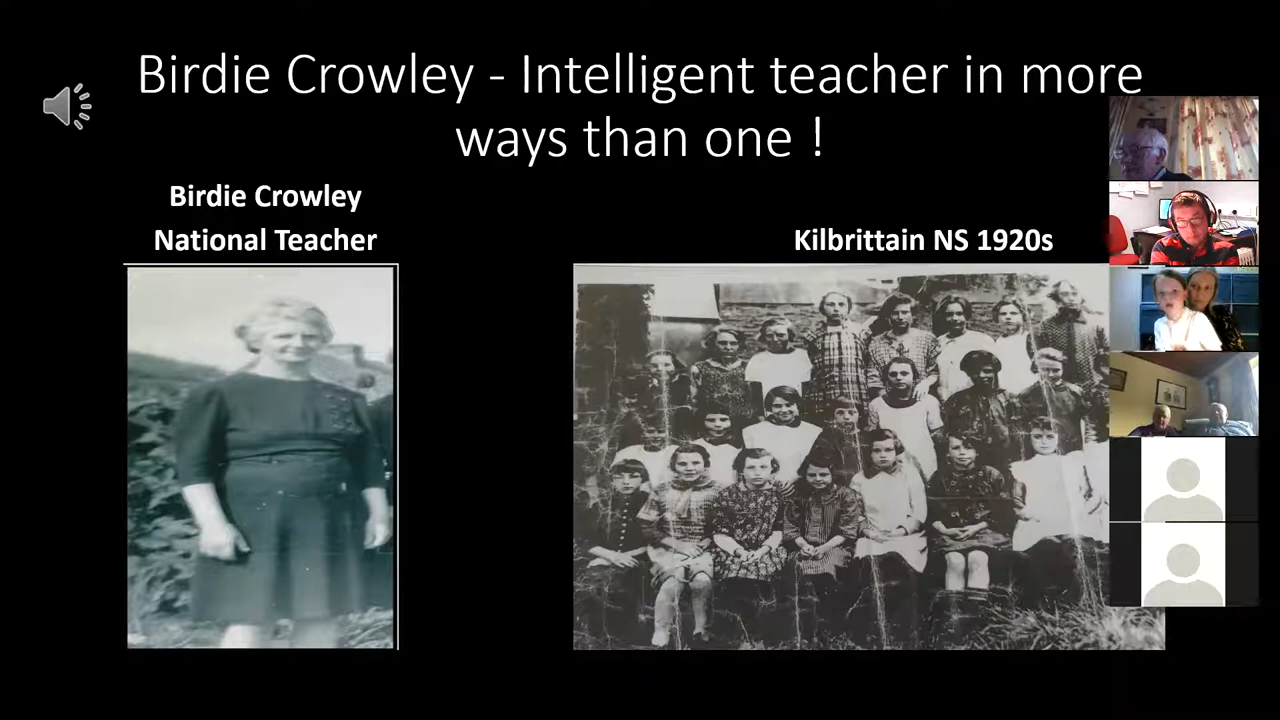 Birdie Crowley - Intelligent teacher in more
ways than one !
Birdie Crowley
National Teacher
Kilbrittain NS 1920s